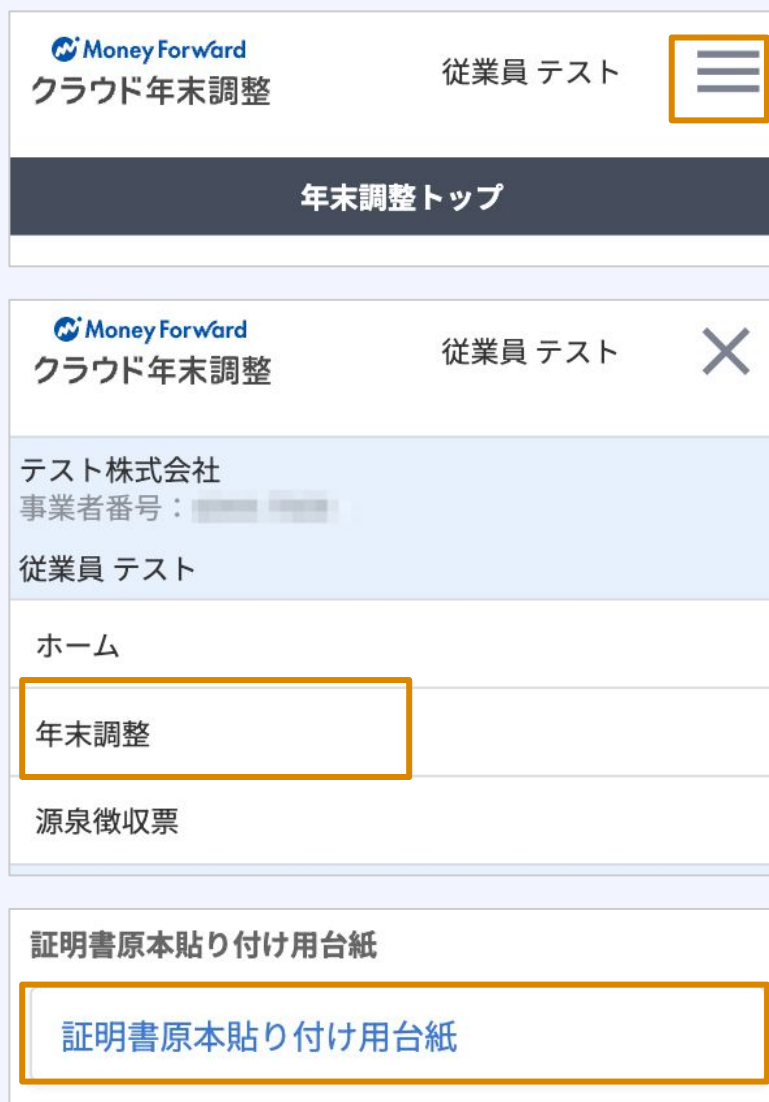 Money Forward
クラウド年末調整
従業員 テスト
年末調整トップ
Money Forward
クラウド年末調整
従業員 テスト
テスト株式会社
事業者番号：
従業員 テスト
ホーム
年末調整
源泉徴収票
証明書原本貼り付け用台紙
証明書原本貼り付け用台紙